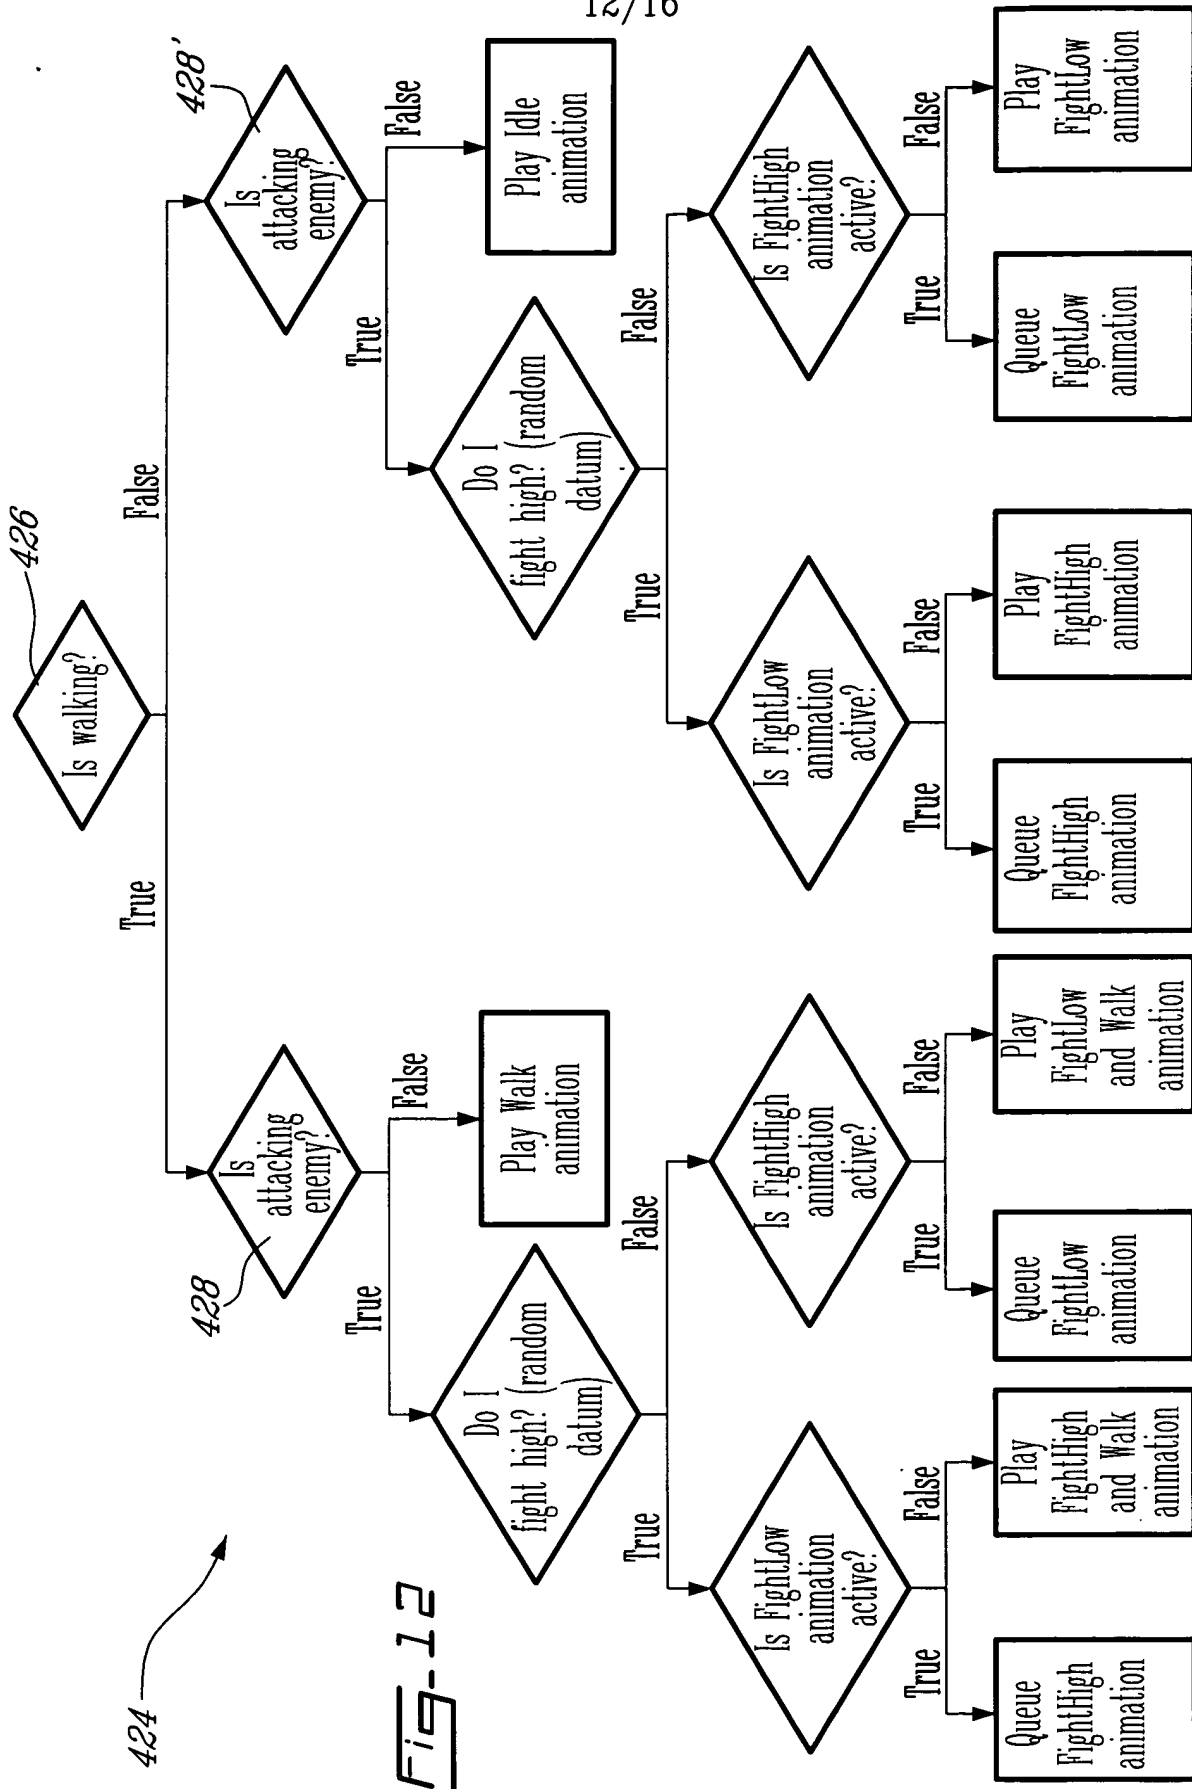 12/16
424
426
Is walking?
True
False
428
Is
attacking
enemy?
428'
Is
attacking
enemy?
True
False
True
False
Do I
fight high? (random
datum)
Play Walk
animation
Do I
fight high? (random
datum)
Play Idle
animation
True
False
True
False
Is FightLow
animation
active?
Is FightHigh
animation
active?
Is FightLow
animation
active?
Is FightHigh
animation
active?
True
False
True
False
True
False
True
False
Queue
FightHigh
animation
Play
FightHigh
and Walk
animation
Queue
FightLow
animation
Play
FightLow
and Walk
animation
Queue
FightHigh
animation
Play
FightHigh
animation
Queue
FightLow
animation
Play
FightLow
animation
Fig-12